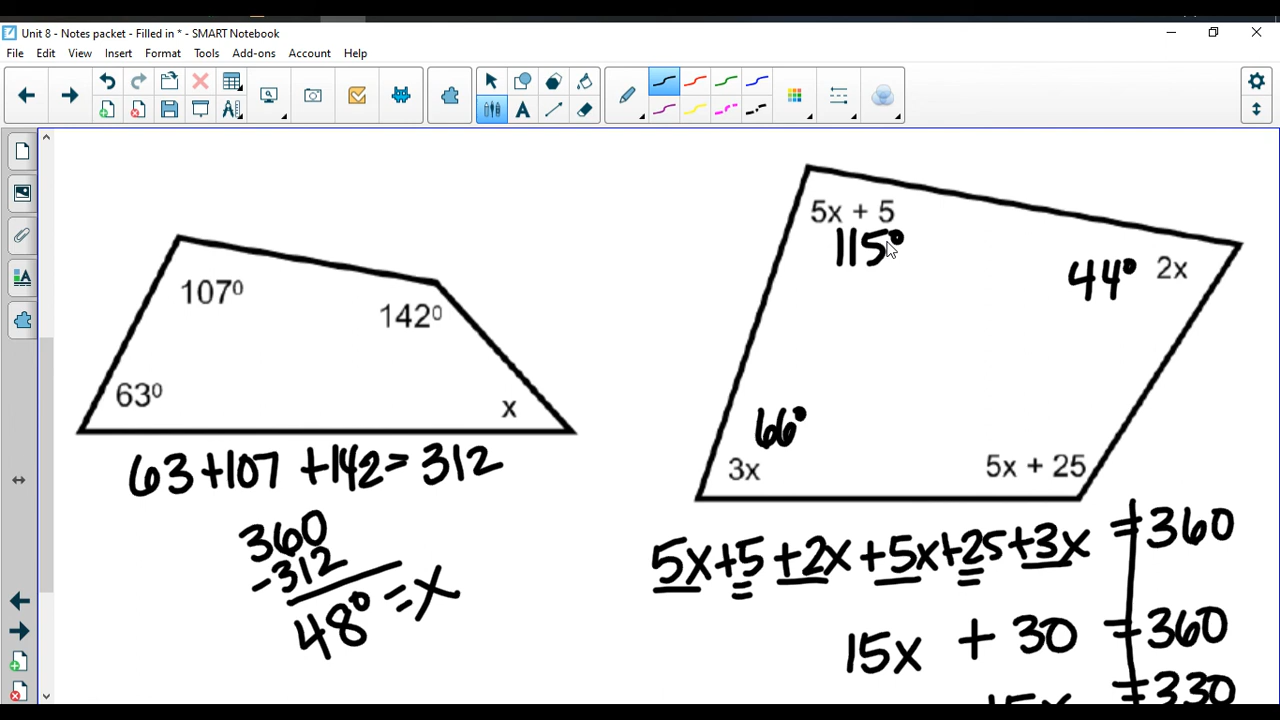 Unit 8 - Notes packet - Filled in * - SMART Notebook
File Edit View Insert Format Tools Add-ons Account Help
5x + 5
115°
44° 2x
107⁰
142⁰
63⁰
x
66°
3x
5x + 25
63+107 +142= 312
360
-312
48° = x
5x+5 +2x +5x+25+3x = 360
15x + 30 = 360
15x = 330